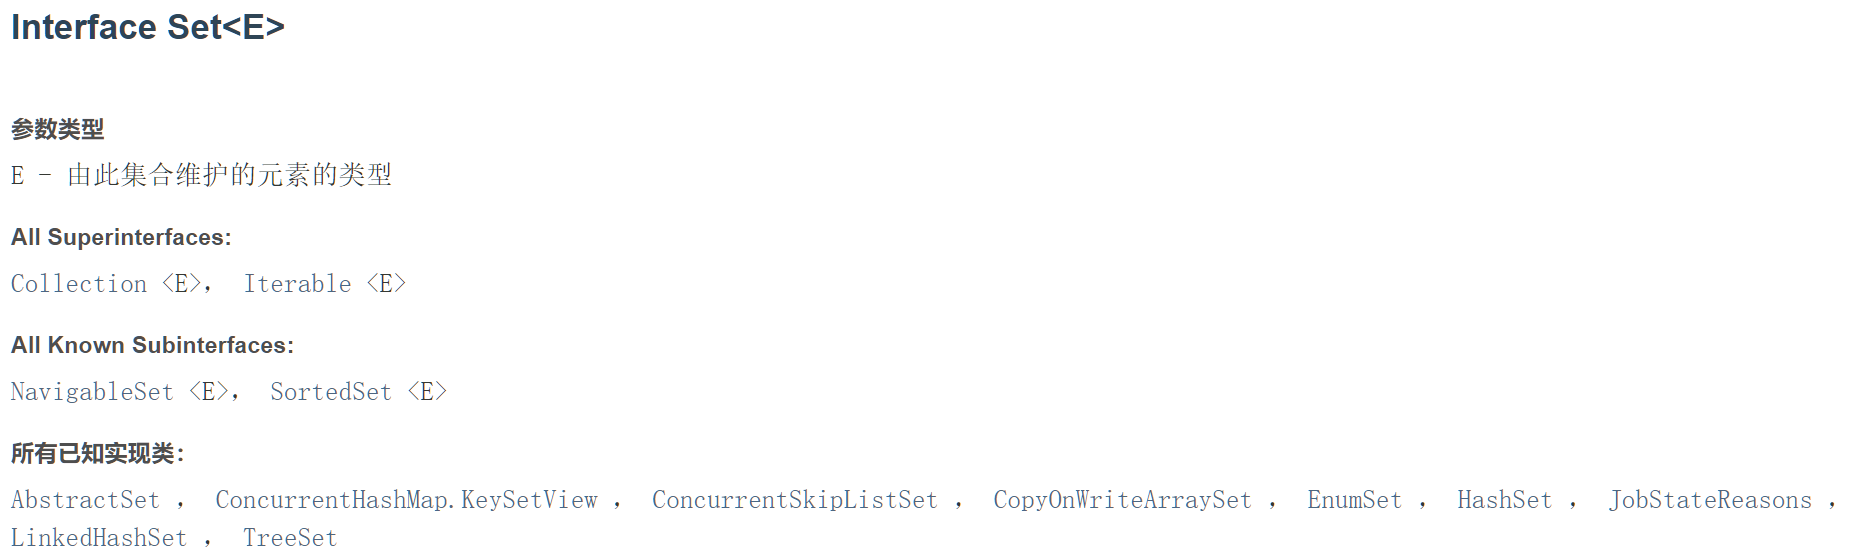 Interface Set<E>
参数类型
E - 由此集合维护的元素的类型
All Superinterfaces:
Collection <E>， Iterable <E>
All Known Subinterfaces:
NavigableSet <E>， SortedSet <E>
所有已知实现类：
AbstractSet ， ConcurrentHashMap.KeySetView ， ConcurrentSkipListSet ， CopyOnWriteArraySet ， EnumSet ， HashSet ， JobStateReasons ，
LinkedHashSet ， TreeSet